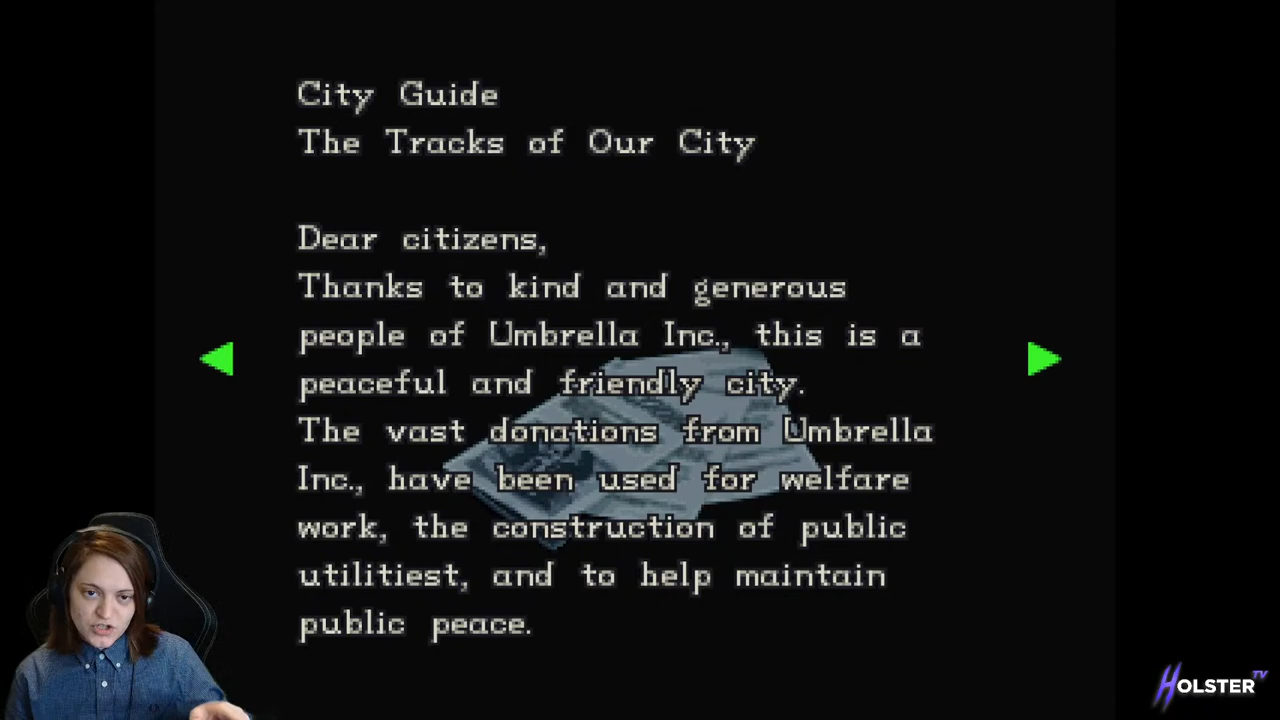 City Guide
The Tracks of Our City
Dear citizens,
Thanks to kind and generous
people of Umbrella Inc., this is a
peaceful and friendly city.
The vast donations from Umbrella
Inc., have been used for welfare
work, the construction of public
utilitiest, and to help maintain
public peace.
HOLSTER TV